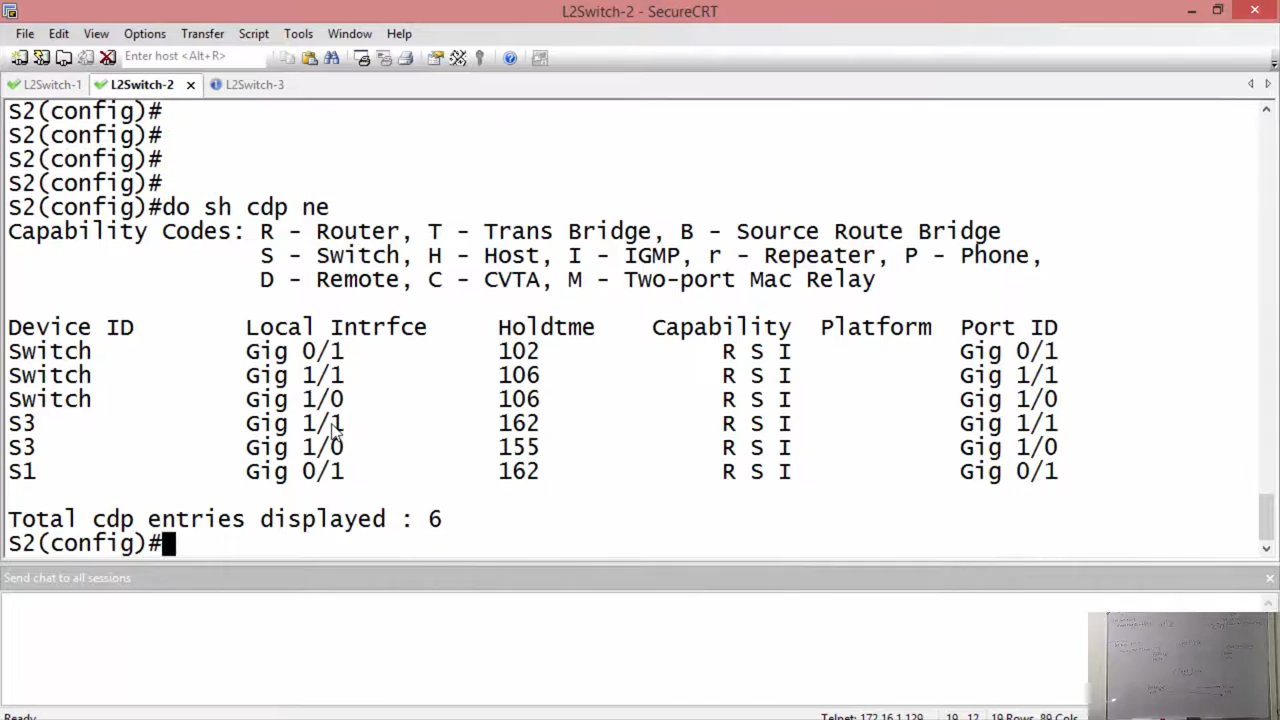 L2Switch-2 - SecureCRT
File Edit View Options Transfer Script Tools Window Help
Enter host <Alt+R>
L2Switch-1 L2Switch-2 L2Switch-3
S2(config)#
S2(config)#
S2(config)#
S2(config)#
S2(config)#do sh cdp ne
Capability Codes: R - Router, T - Trans Bridge, B - Source Route Bridge
S - Switch, H - Host, I - IGMP, r - Repeater, P - Phone,
D - Remote, C - CVTA, M - Two-port Mac Relay
Device ID Local Intrfce Holdtme Capability Platform Port ID
Switch Gig 0/1 102 R S I Gig 0/1
Switch Gig 1/1 106 R S I Gig 1/1
Switch Gig 1/0 106 R S I Gig 1/0
S3 Gig 1/1 162 R S I Gig 1/1
S3 Gig 1/0 155 R S I Gig 1/0
S1 Gig 0/1 162 R S I Gig 0/1
Total cdp entries displayed : 6
S2(config)#
Send chat to all sessions
Ready Telnet: 172.16.1.129 19, 12 19 Rows, 89 Cols